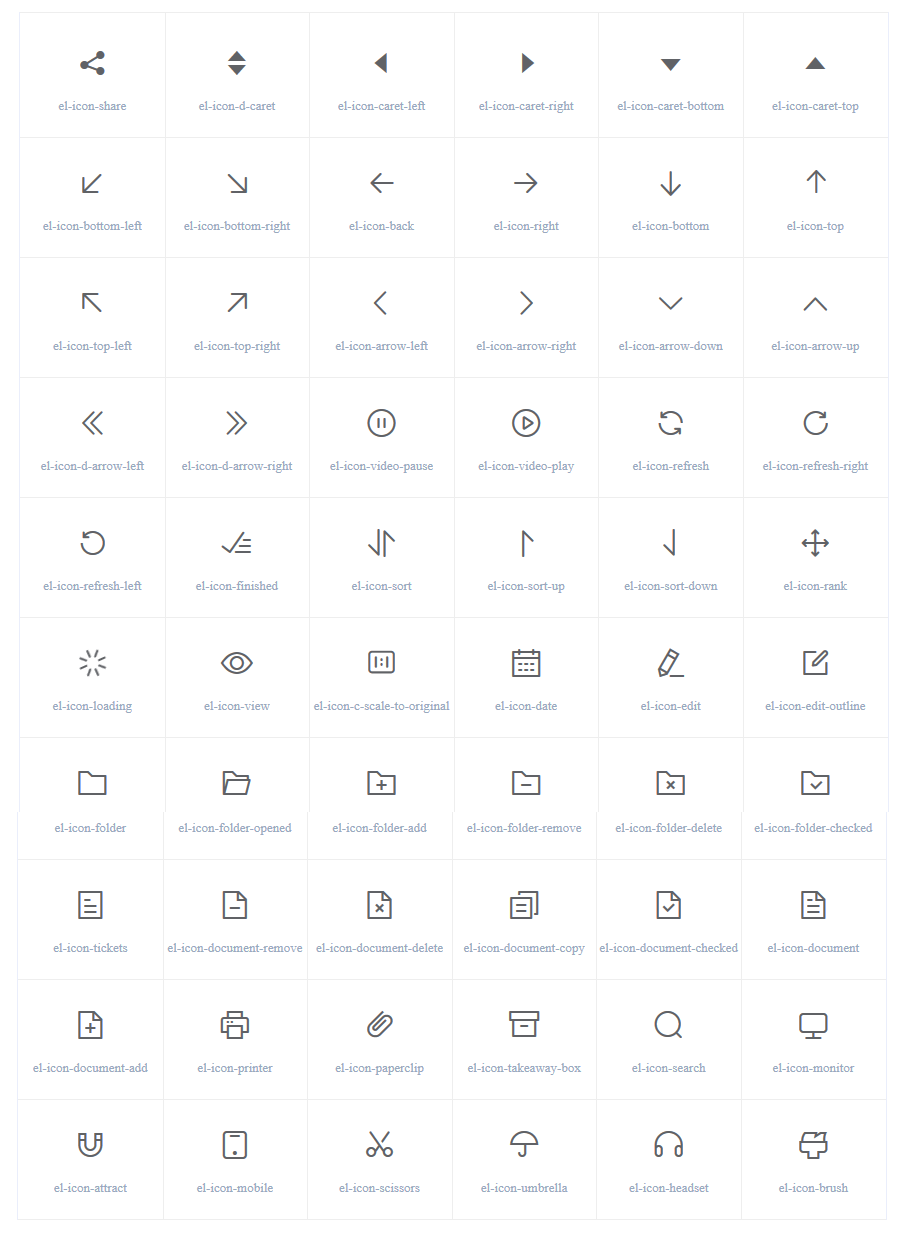 el-icon-share el-icon-d-caret el-icon-caret-left el-icon-caret-right el-icon-caret-bottom el-icon-caret-top
el-icon-bottom-left el-icon-bottom-right el-icon-back el-icon-right el-icon-bottom el-icon-top
el-icon-top-left el-icon-top-right el-icon-arrow-left el-icon-arrow-right el-icon-arrow-down el-icon-arrow-up
el-icon-d-arrow-left el-icon-d-arrow-right el-icon-video-pause el-icon-video-play el-icon-refresh el-icon-refresh-right
el-icon-refresh-left el-icon-finished el-icon-sort el-icon-sort-up el-icon-sort-down el-icon-rank
el-icon-loading el-icon-view el-icon-c-scale-to-original el-icon-date el-icon-edit el-icon-edit-outline
el-icon-folder el-icon-folder-opened el-icon-folder-add el-icon-folder-remove el-icon-folder-delete el-icon-folder-checked
el-icon-tickets el-icon-document-remove el-icon-document-delete el-icon-document-copy el-icon-document-checked el-icon-document
el-icon-document-add el-icon-printer el-icon-paperclip el-icon-takeaway-box el-icon-search el-icon-monitor
el-icon-attract el-icon-mobile el-icon-scissors el-icon-umbrella el-icon-headset el-icon-brush